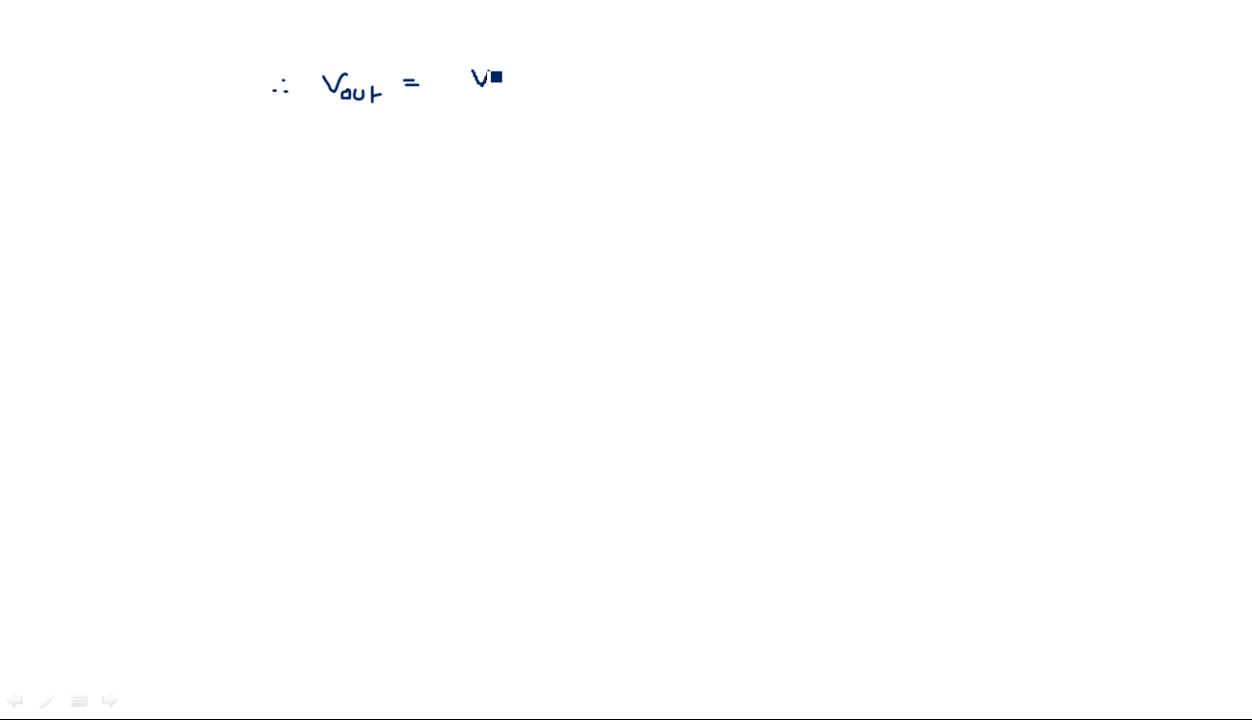 ∴ Vout = V